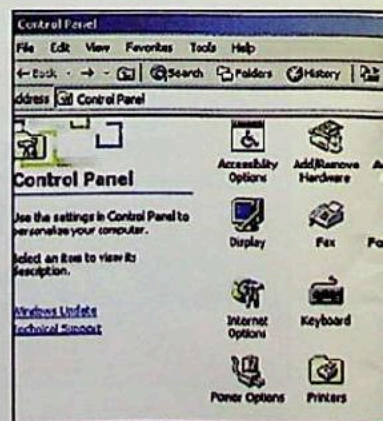 Control Panel
File Edit View Favorites Tools Help
Back Search Folders History
Address Control Panel
Control Panel
Use the settings in Control Panel to
personalize your computer.
Select an item to view its
description.
Windows Update
Technical Support
Accessibility
Options
Add/Remove
Hardware
Display
Fax
Internet
Options
Keyboard
Power Options
Printers